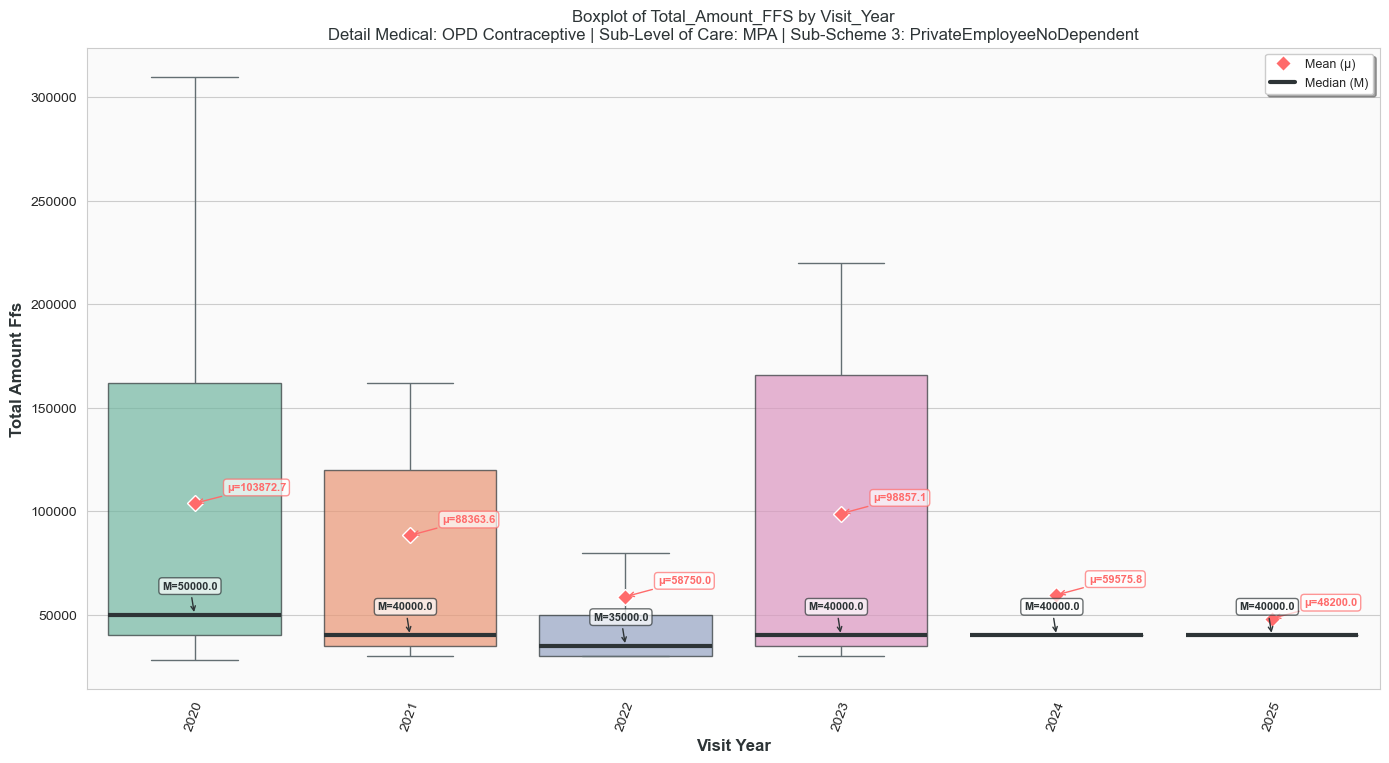 Boxplot of Total_Amount_FFS by Visit_Year
Detail Medical: OPD Contraceptive | Sub-Level of Care: MPA | Sub-Scheme 3: PrivateEmployeeNoDependent
Mean (μ)
Median (M)
Total Amount Ffs
300000
250000
200000
150000
100000
50000
μ=103872.7
M=50000.0
μ=88363.6
M=40000.0
μ=58750.0
M=35000.0
μ=98857.1
M=40000.0
μ=59575.8
M=40000.0
μ=48200.0
M=40000.0
2020
2021
2022
2023
2024
2025
Visit Year